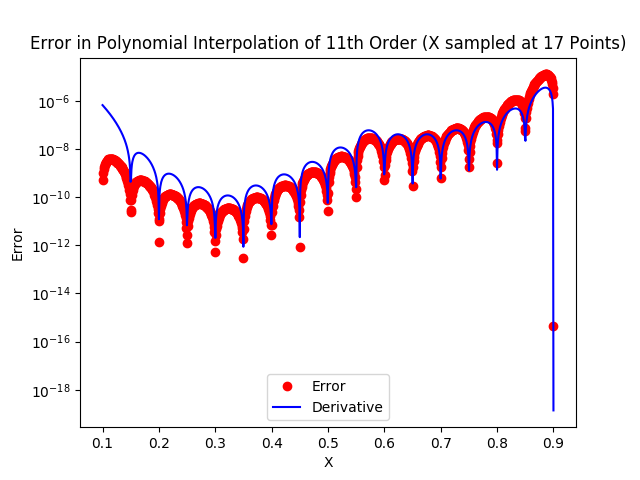 Error in Polynomial Interpolation of 11th Order (X sampled at 17 Points)
Error
10⁻⁶
10⁻⁸
10⁻¹⁰
10⁻¹²
10⁻¹⁴
10⁻¹⁶
10⁻¹⁸
Error
Derivative
0.1 0.2 0.3 0.4 0.5 0.6 0.7 0.8 0.9
X